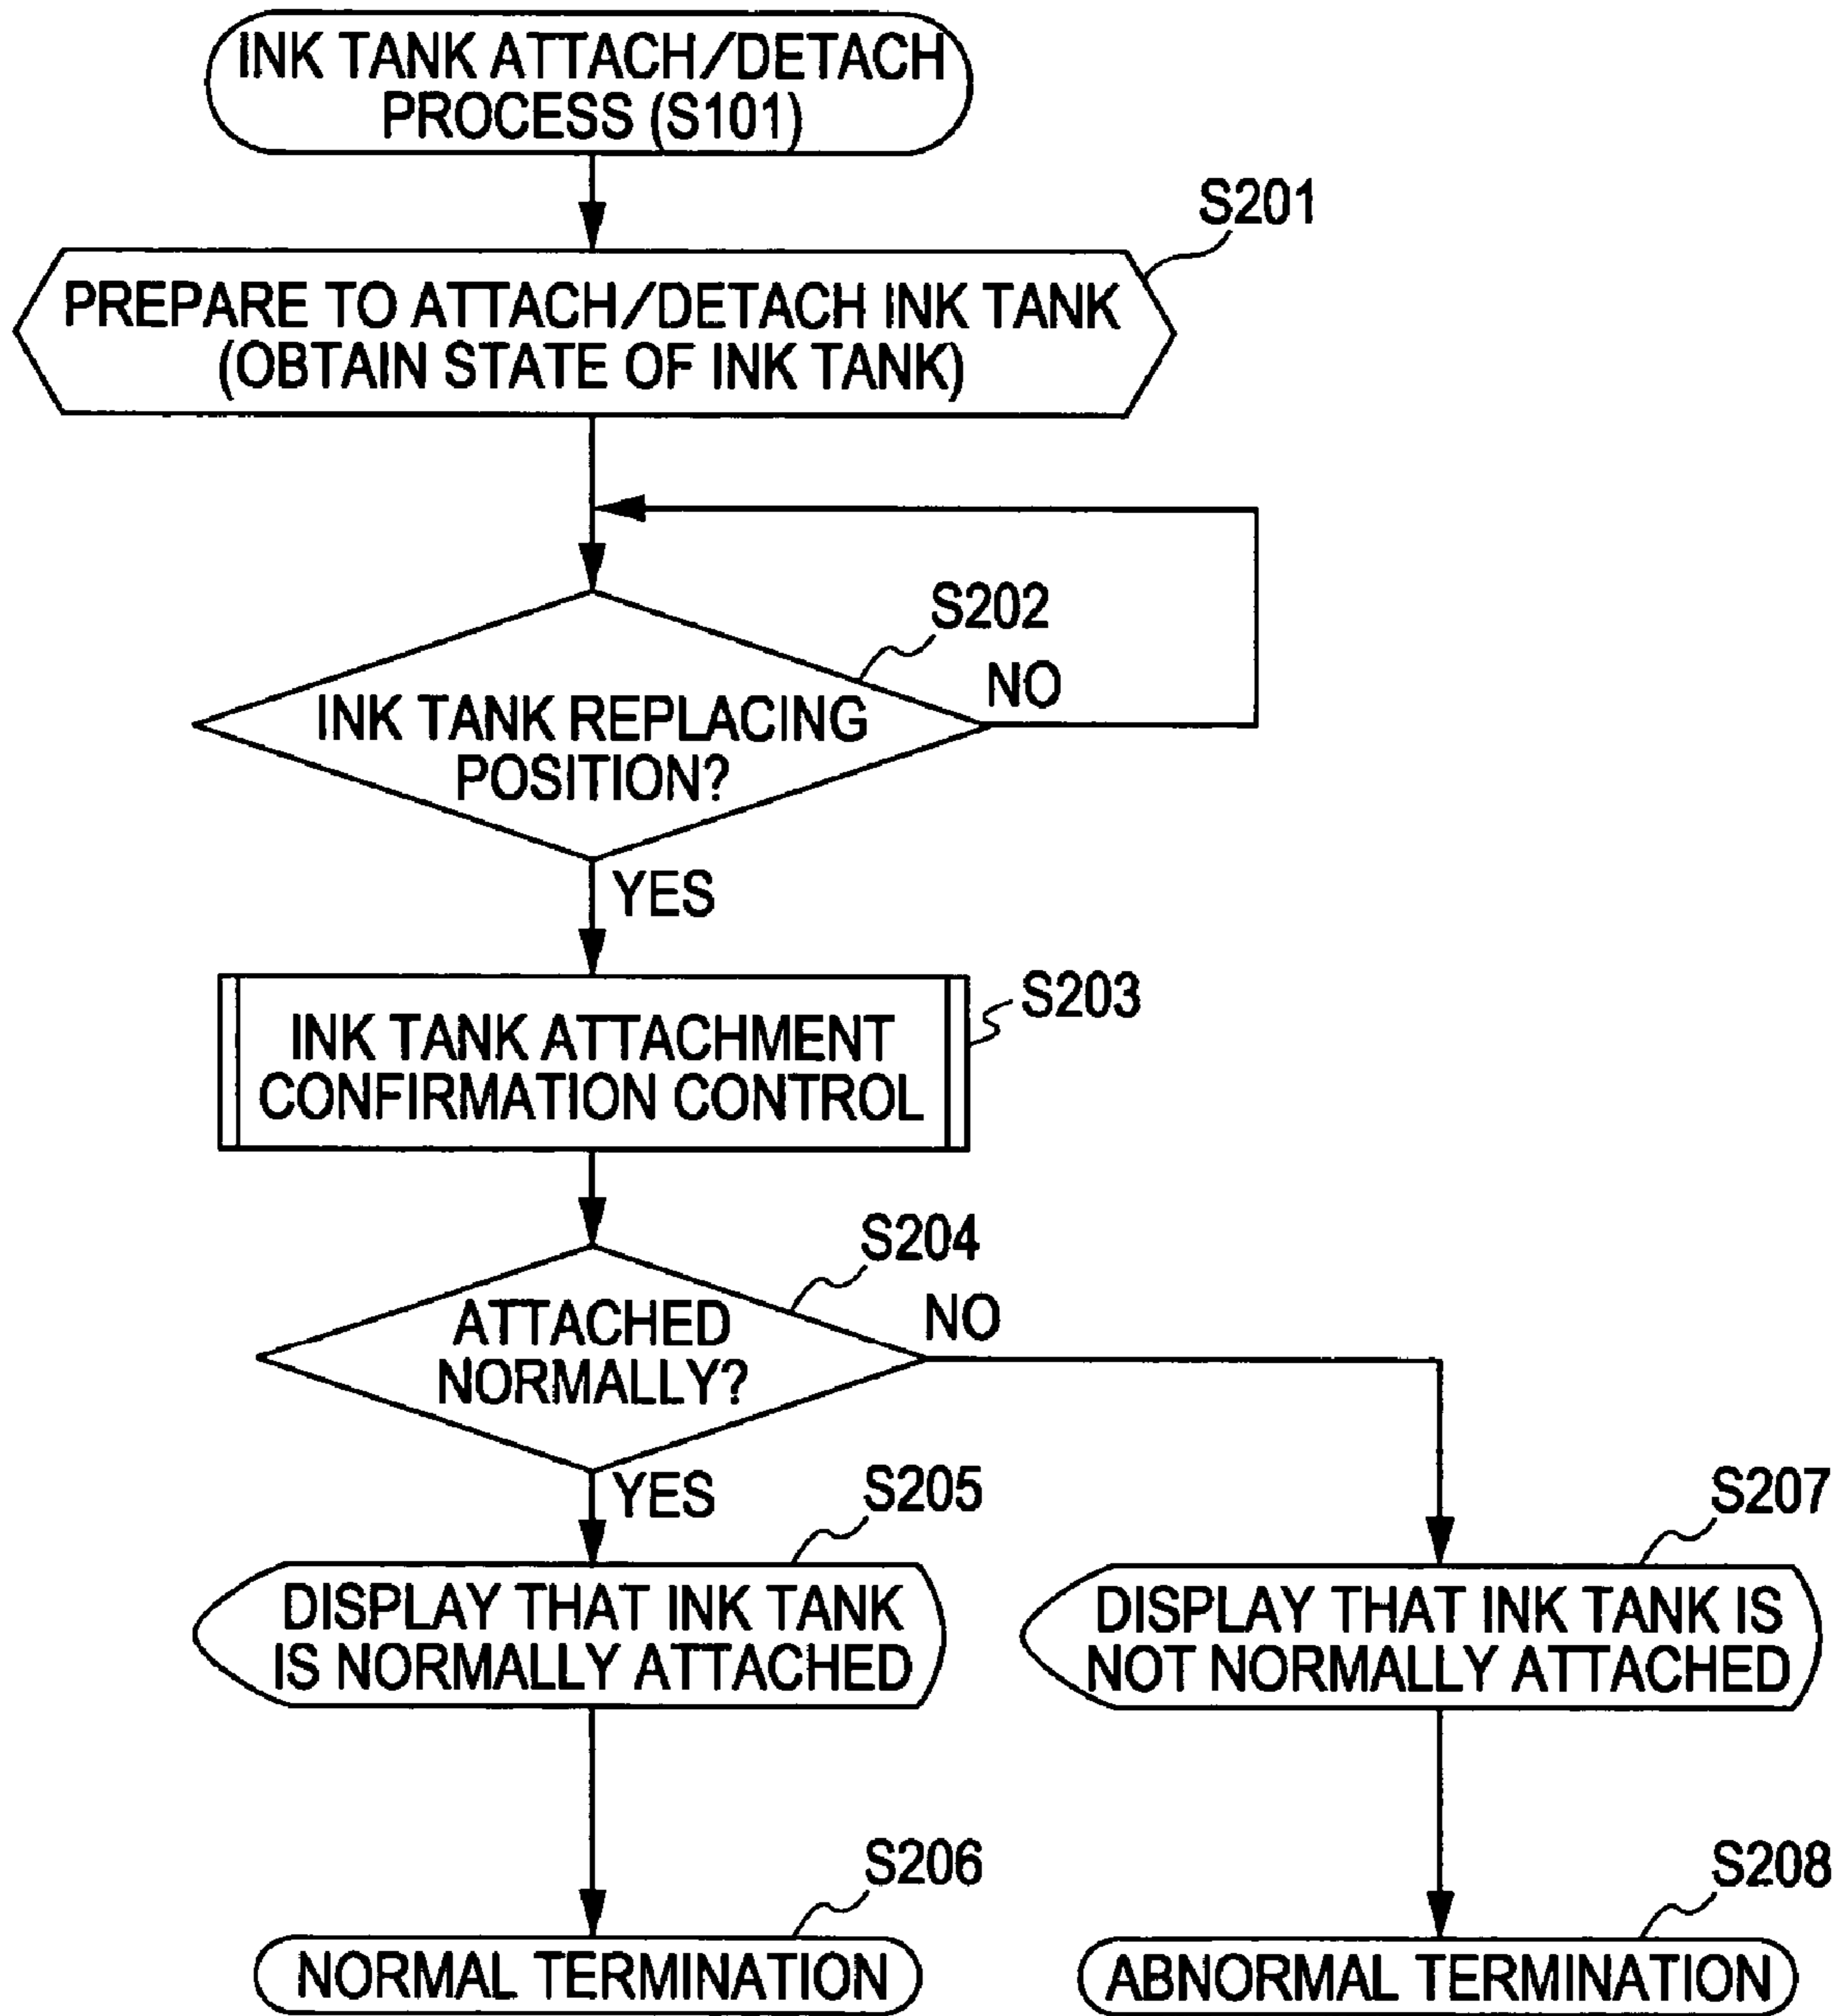 INK TANK ATTACH/DETACH
PROCESS (S101)
S201
PREPARE TO ATTACH/DETACH INK TANK
(OBTAIN STATE OF INK TANK)
S202
NO
INK TANK REPLACING
POSITION?
YES
S203
INK TANK ATTACHMENT
CONFIRMATION CONTROL
S204
NO
ATTACHED
NORMALLY?
YES
S205
S207
DISPLAY THAT INK TANK
IS NORMALLY ATTACHED
DISPLAY THAT INK TANK IS
NOT NORMALLY ATTACHED
S206
S208
NORMAL TERMINATION
ABNORMAL TERMINATION